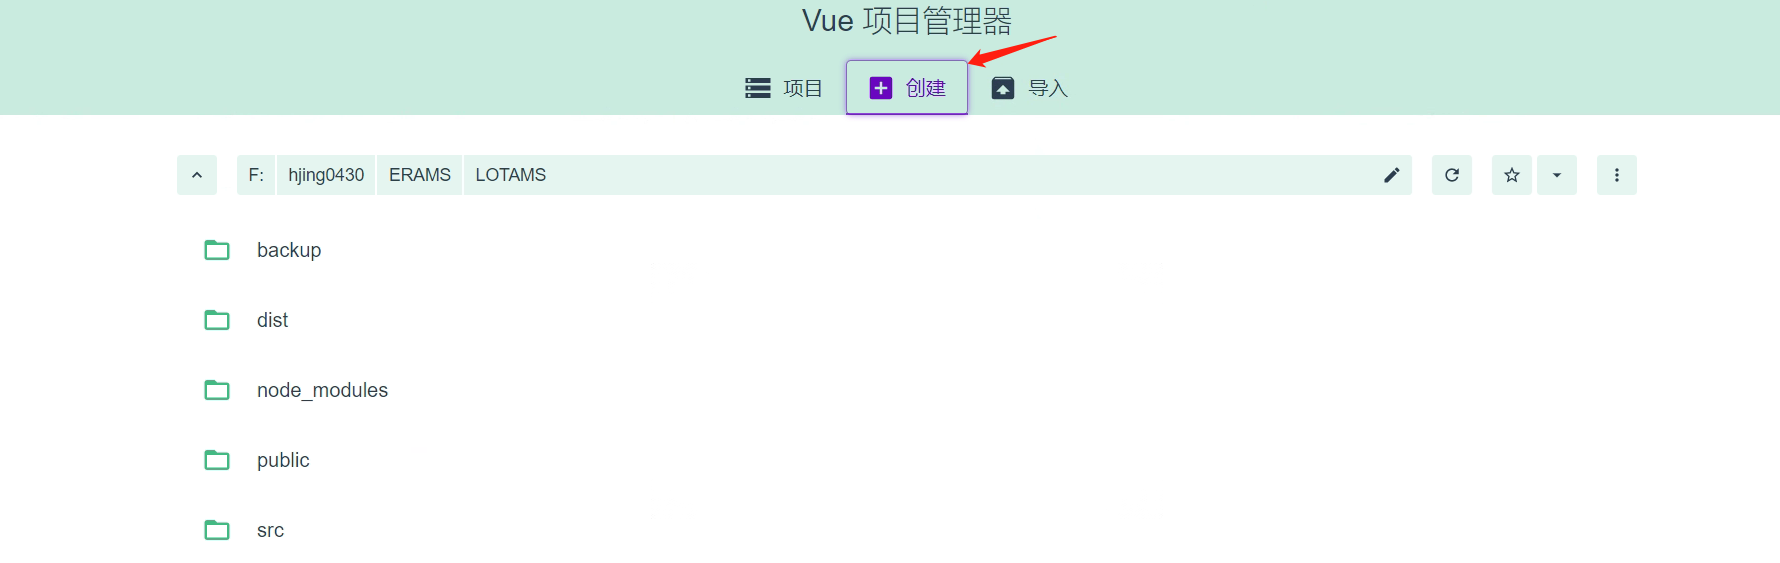 Vue 项目管理器
项目 创建 导入
F: hjing0430 ERAMS LOTAMS
backup
dist
node_modules
public
src